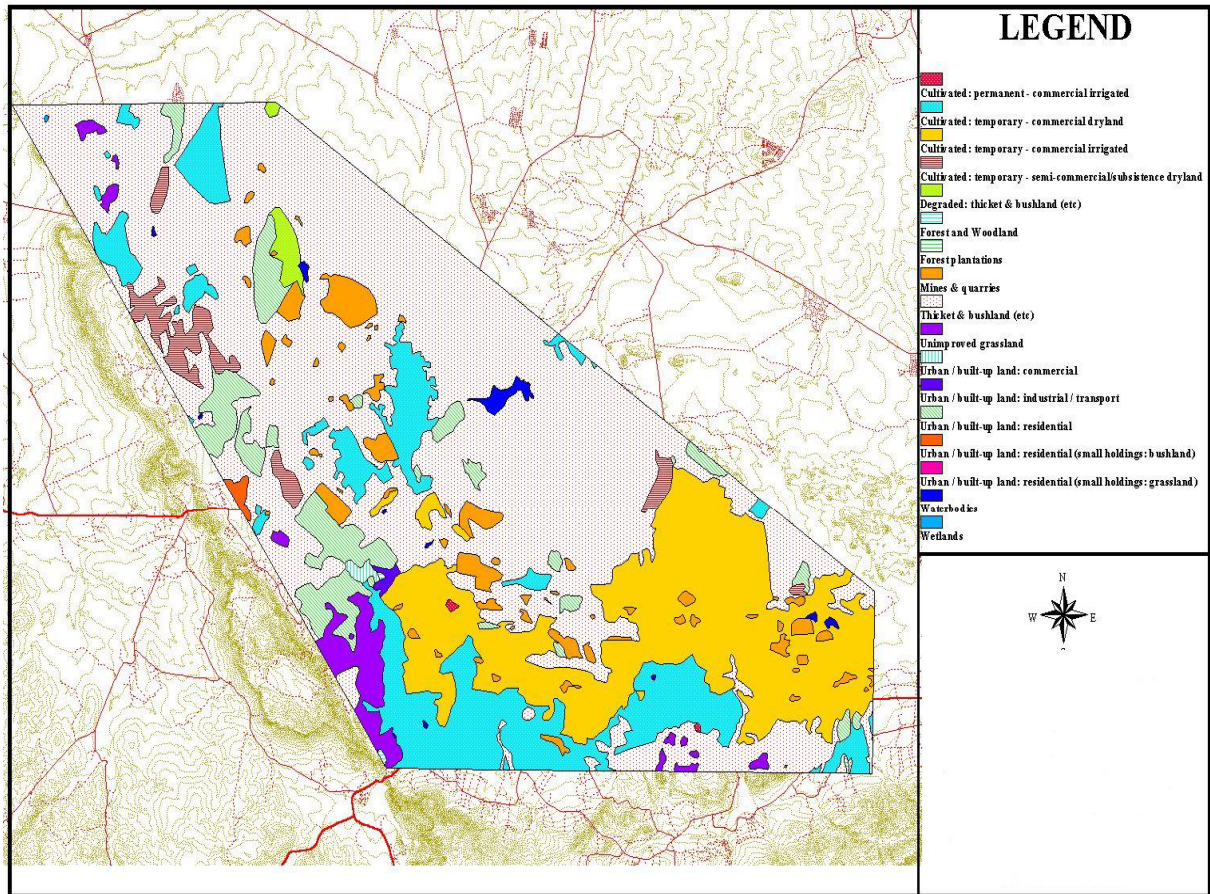 LEGEND
Cultivated: permanent - commercial irrigated
Cultivated: temporary - commercial dryland
Cultivated: temporary - commercial irrigated
Cultivated: temporary - semi-commercial/subsistence dryland
Degraded: thicket & bushland (etc)
Forest and Woodland
Forest plantations
Mines & quarries
Thicket & bushland (etc)
Unimproved grassland
Urban / built-up land: commercial
Urban / built-up land: industrial / transport
Urban / built-up land: residential
Urban / built-up land: residential (small holdings: bushland)
Urban / built-up land: residential (small holdings: grassland)
Waterbodies
Wetlands
N
W E